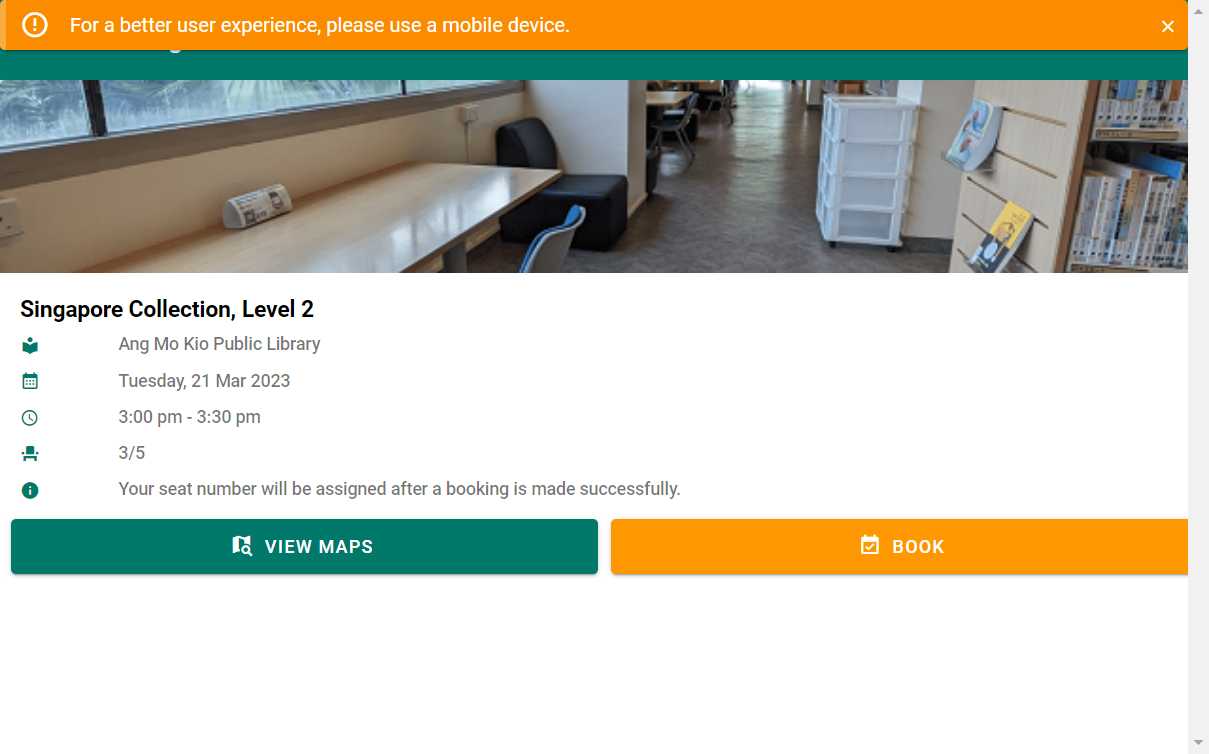 For a better user experience, please use a mobile device.
Singapore Collection, Level 2
Ang Mo Kio Public Library
Tuesday, 21 Mar 2023
3:00 pm - 3:30 pm
3/5
Your seat number will be assigned after a booking is made successfully.
VIEW MAPS
BOOK